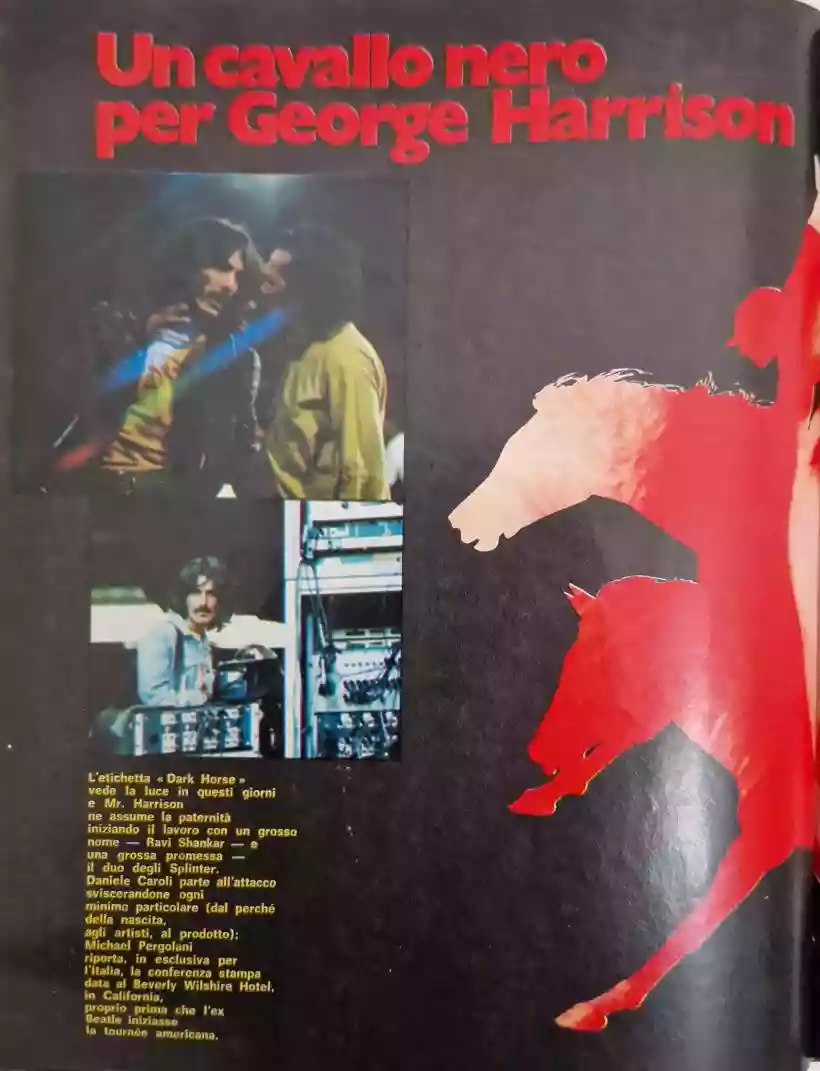 Un cavallo nero
per George Harrison
L'etichetta « Dark Horse »
vede la luce in questi giorni
e Mr. Harrison
ne assume la paternità
iniziando il lavoro con un grosso
nome — Ravi Shankar — e
una grossa promessa —
il duo degli Splinter.
Daniele Caroli parte all'attacco
sviscerandone ogni
minimo particolare (dal perché
della nascita,
agli artisti, al prodotto);
Michael Pergolani
riporta, in esclusiva per
l'Italia, la conferenza stampa
data al Beverly Wilshire Hotel,
in California,
proprio prima che l'ex
Beatle iniziasse
la tournée americana.